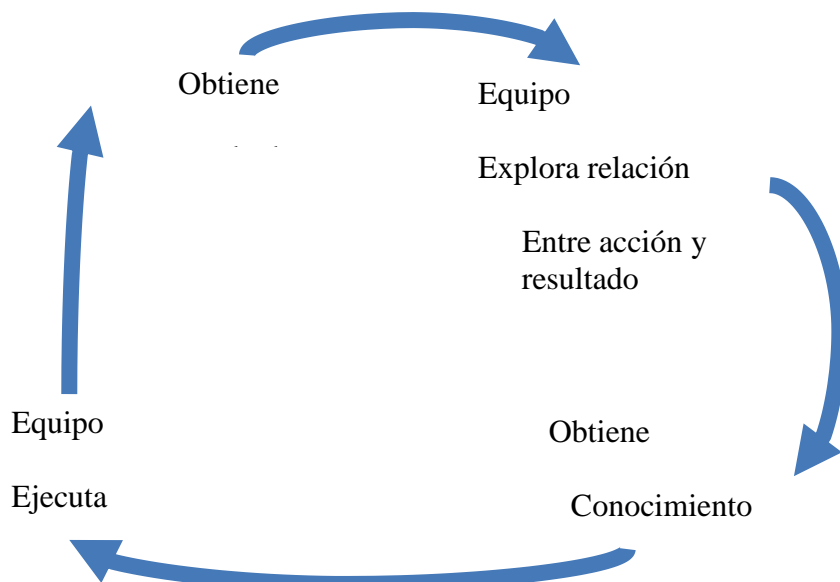 Obtiene
Equipo
Explora relación
Entre acción y
resultado
Equipo
Ejecuta
Obtiene
Conocimiento